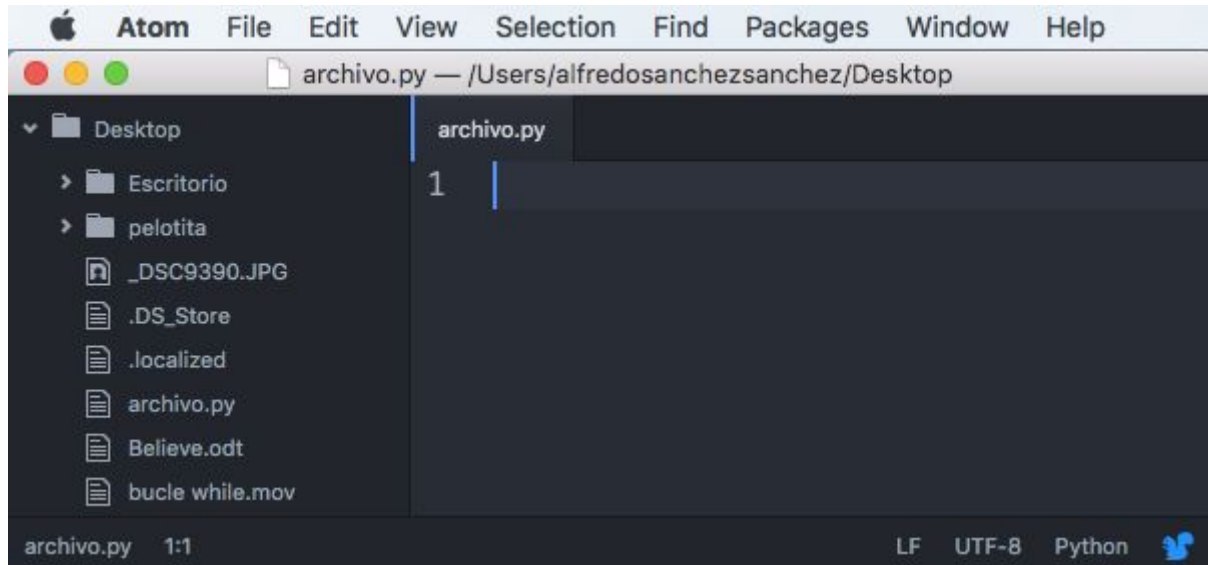 Atom File Edit View Selection Find Packages Window Help
archivo.py — /Users/alfredosanchezsanchez/Desktop
Desktop
Escritorio
pelotita
_DSC9390.JPG
.DS_Store
.localized
archivo.py
Believe.odt
bucle while.mov
archivo.py
1
archivo.py 1:1 LF UTF-8 Python